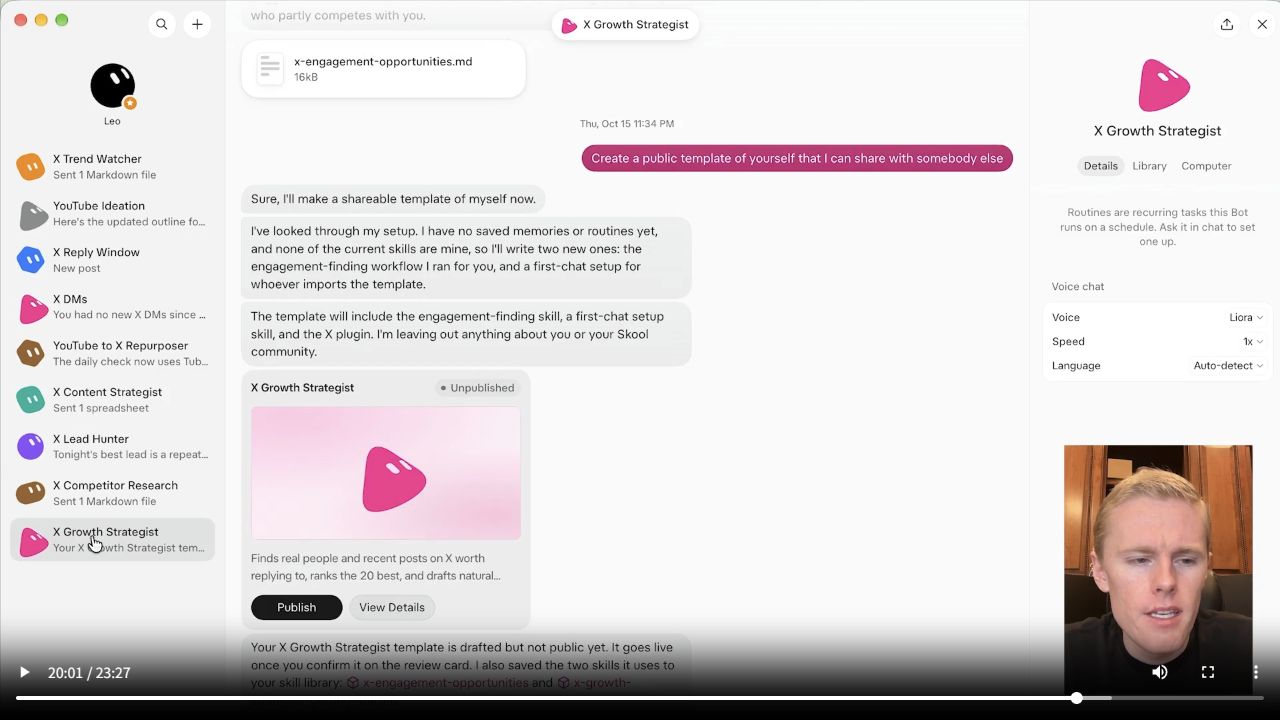 who partly competes with you.
X Growth Strategist
x-engagement-opportunities.md
16kB
Leo
Thu, Oct 15 11:34 PM
X Growth Strategist
X Trend Watcher
Sent 1 Markdown file
Create a public template of yourself that I can share with somebody else
Details
Library
Computer
YouTube Ideation
Here's the updated outline fo...
Sure, I'll make a shareable template of myself now.
Routines are recurring tasks this Bot
runs on a schedule. Ask it in chat to set
one up.
X Reply Window
New post
I've looked through my setup. I have no saved memories or routines yet,
and none of the current skills are mine, so I'll write two new ones: the
engagement-finding workflow I ran for you, and a first-chat setup for
whoever imports the template.
Voice chat
X DMs
You had no new X DMs since ...
The template will include the engagement-finding skill, a first-chat setup
skill, and the X plugin. I'm leaving out anything about you or your Skool
community.
Voice
Liora
Speed
1x
Language
Auto-detect
YouTube to X Repurposer
The daily check now uses Tub...
X Content Strategist
Sent 1 spreadsheet
X Growth Strategist
Unpublished
X Lead Hunter
Tonight's best lead is a repeat...
X Competitor Research
Sent 1 Markdown file
X Growth Strategist
Finds real people and recent posts on X worth
replying to, ranks the 20 best, and drafts natural...
Publish
View Details
Your X Growth Strategist template is drafted but not public yet. It goes live
once you confirm it on the review card. I also saved the two skills it uses to
your skill library: x-engagement-opportunities and x-growth-
20:01 / 23:27